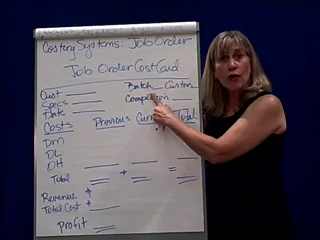 Costing Systems: Job Order
Job Order Cost Card
Cust Batch Custom
Specs Completion
Date
Costs Previous Curr Total
DM
DL
OH
Total + =
Revenue +
Total Cost +
Profit